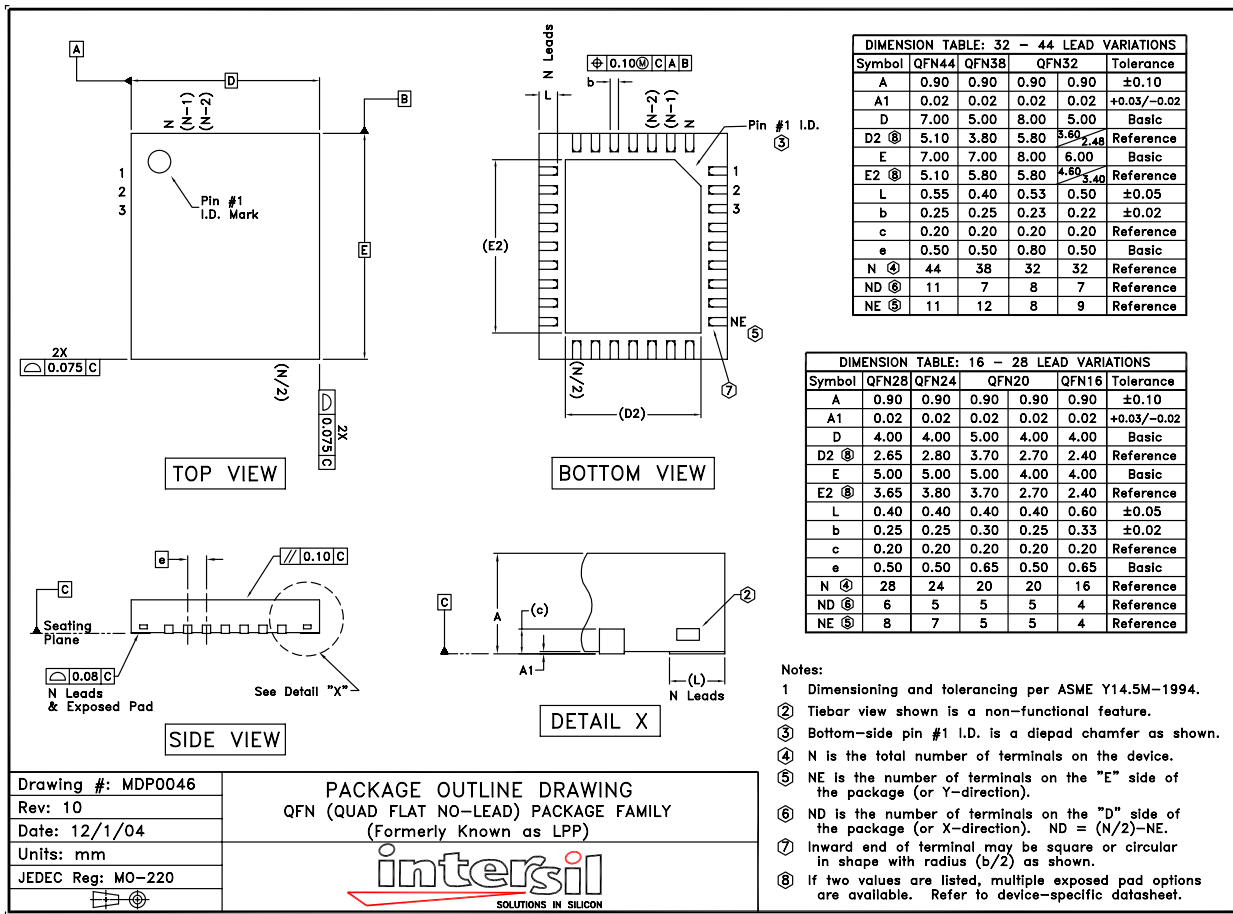 A
D
N
(N-1)
(N-2)
B
1
2
3
Pin #1
I.D. Mark
E
2X
0.075 C
(N/2)
2X
0.075 C
TOP VIEW
N Leads
L
b
0.10Ⓜ C A B
(N-2)
(N-1)
N
Pin #1 I.D.
3
1
2
3
(E2)
NE
5
(N/2)
7
(D2)
BOTTOM VIEW
DIMENSION TABLE: 32 - 44 LEAD VARIATIONS
Symbol QFN44 QFN38 QFN32 Tolerance
A 0.90 0.90 0.90 0.90 ±0.10
A1 0.02 0.02 0.02 0.02 +0.03/-0.02
D 7.00 5.00 8.00 5.00 Basic
D2 8 5.10 3.80 5.80 3.60/2.48 Reference
E 7.00 7.00 8.00 6.00 Basic
E2 8 5.10 5.80 5.80 4.60/3.40 Reference
L 0.55 0.40 0.53 0.50 ±0.05
b 0.25 0.25 0.23 0.22 ±0.02
c 0.20 0.20 0.20 0.20 Reference
e 0.50 0.50 0.80 0.50 Basic
N 4 44 38 32 32 Reference
ND 6 11 7 8 7 Reference
NE 5 11 12 8 9 Reference
DIMENSION TABLE: 16 - 28 LEAD VARIATIONS
Symbol QFN28 QFN24 QFN20 QFN16 Tolerance
A 0.90 0.90 0.90 0.90 0.90 ±0.10
A1 0.02 0.02 0.02 0.02 0.02 +0.03/-0.02
D 4.00 4.00 5.00 4.00 4.00 Basic
D2 8 2.65 2.80 3.70 2.70 2.40 Reference
E 5.00 5.00 5.00 4.00 4.00 Basic
E2 8 3.65 3.80 3.70 2.70 2.40 Reference
L 0.40 0.40 0.40 0.40 0.60 ±0.05
b 0.25 0.25 0.30 0.25 0.33 ±0.02
c 0.20 0.20 0.20 0.20 0.20 Reference
e 0.50 0.50 0.65 0.50 0.65 Basic
N 4 28 24 20 20 16 Reference
ND 6 6 5 5 5 4 Reference
NE 5 8 7 5 5 4 Reference
e
// 0.10 C
C
Seating
Plane
0.08 C
N Leads
& Exposed Pad
See Detail "X"
SIDE VIEW
C
A
(c)
A1
2
(L)
N Leads
DETAIL X
Notes:
1 Dimensioning and tolerancing per ASME Y14.5M-1994.
2 Tiebar view shown is a non-functional feature.
3 Bottom-side pin #1 I.D. is a diepad chamfer as shown.
4 N is the total number of terminals on the device.
5 NE is the number of terminals on the "E" side of
the package (or Y-direction).
6 ND is the number of terminals on the "D" side of
the package (or X-direction). ND = (N/2)-NE.
7 Inward end of terminal may be square or circular
in shape with radius (b/2) as shown.
8 If two values are listed, multiple exposed pad options
are available. Refer to device-specific datasheet.
Drawing #: MDP0046
Rev: 10
Date: 12/1/04
Units: mm
JEDEC Reg: MO-220
PACKAGE OUTLINE DRAWING
QFN (QUAD FLAT NO-LEAD) PACKAGE FAMILY
(Formerly Known as LPP)
intersil
SOLUTIONS IN SILICON